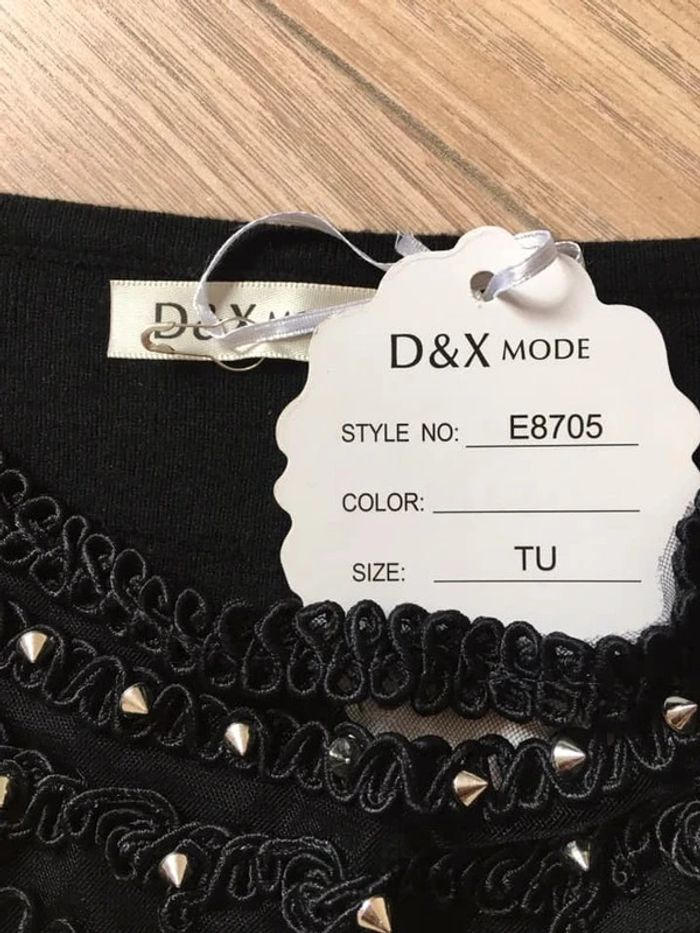 D&X MODE
STYLE NO: E8705
COLOR:
SIZE: TU
D&X